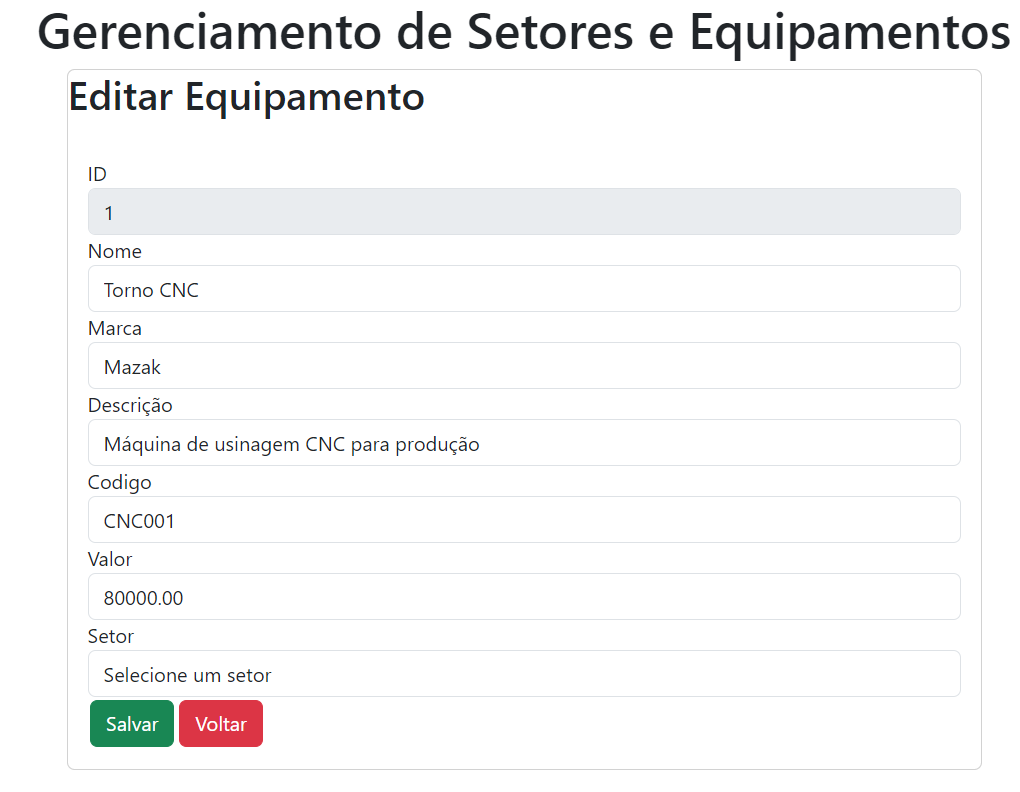 Gerenciamento de Setores e Equipamentos
Editar Equipamento
ID
1
Nome
Torno CNC
Marca
Mazak
Descrição
Máquina de usinagem CNC para produção
Codigo
CNC001
Valor
80000.00
Setor
Selecione um setor
Salvar Voltar